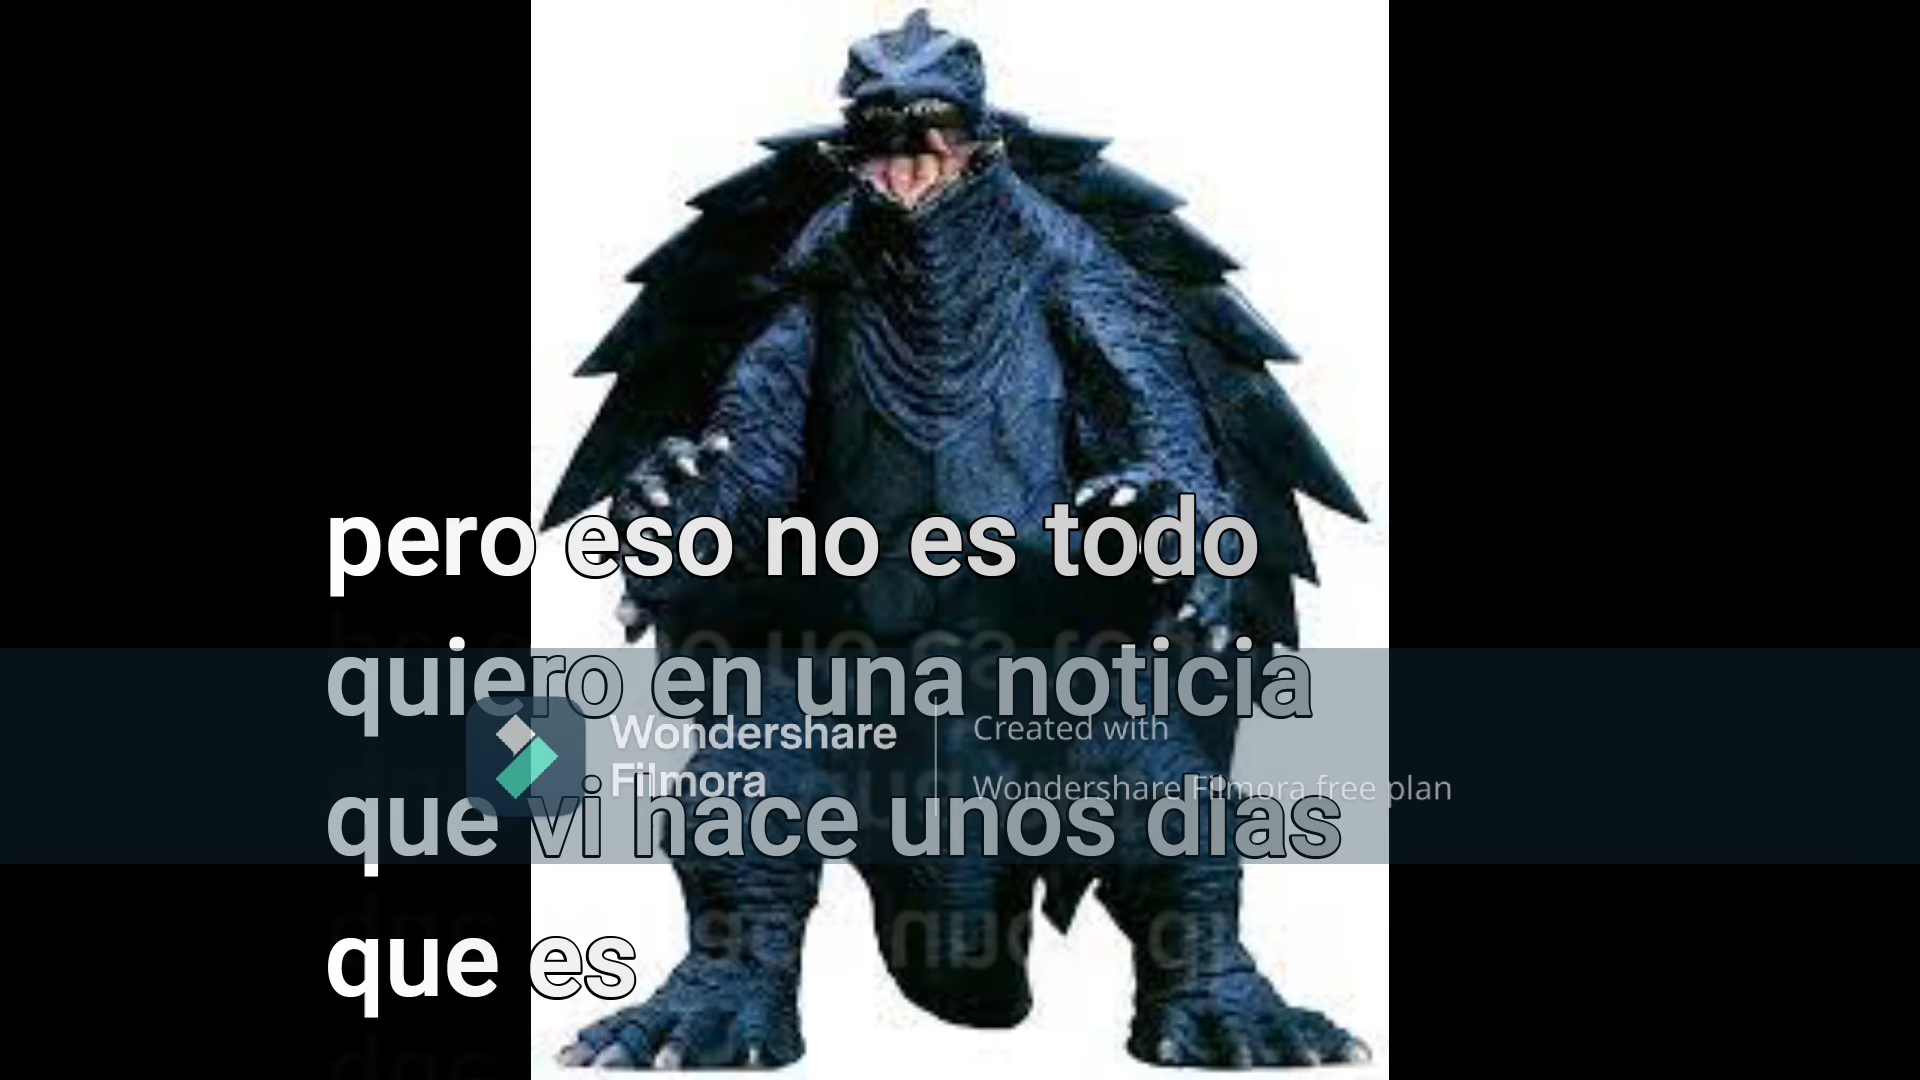 pero eso no es todo
quiero en una noticia
Wondershare
Filmora
Created with
Wondershare Filmora free plan
que vi hace unos dias
que es